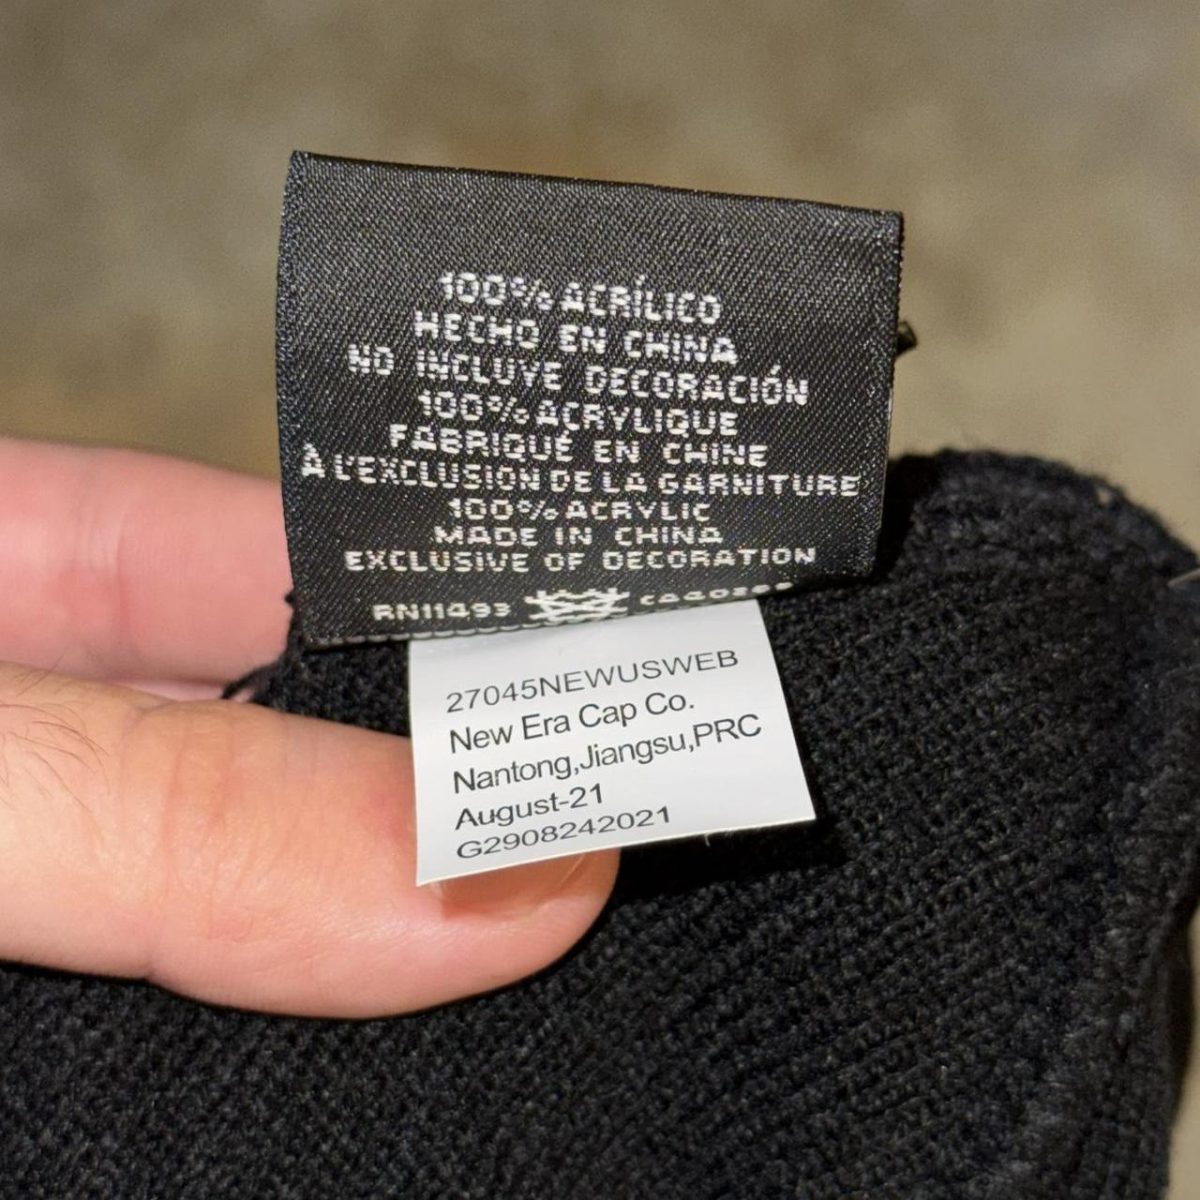 100% ACRÍLICO
HECHO EN CHINA
NO INCLUYE DECORACIÓN
100% ACRYLIQUE
FABRIQUÉ EN CHINE
À L'EXCLUSION DE LA GARNITURE
100% ACRYLIC
MADE IN CHINA
EXCLUSIVE OF DECORATION
RN11493
27045NEWUSWEB
New Era Cap Co.
Nantong,Jiangsu,PRC
August-21
G2908242021